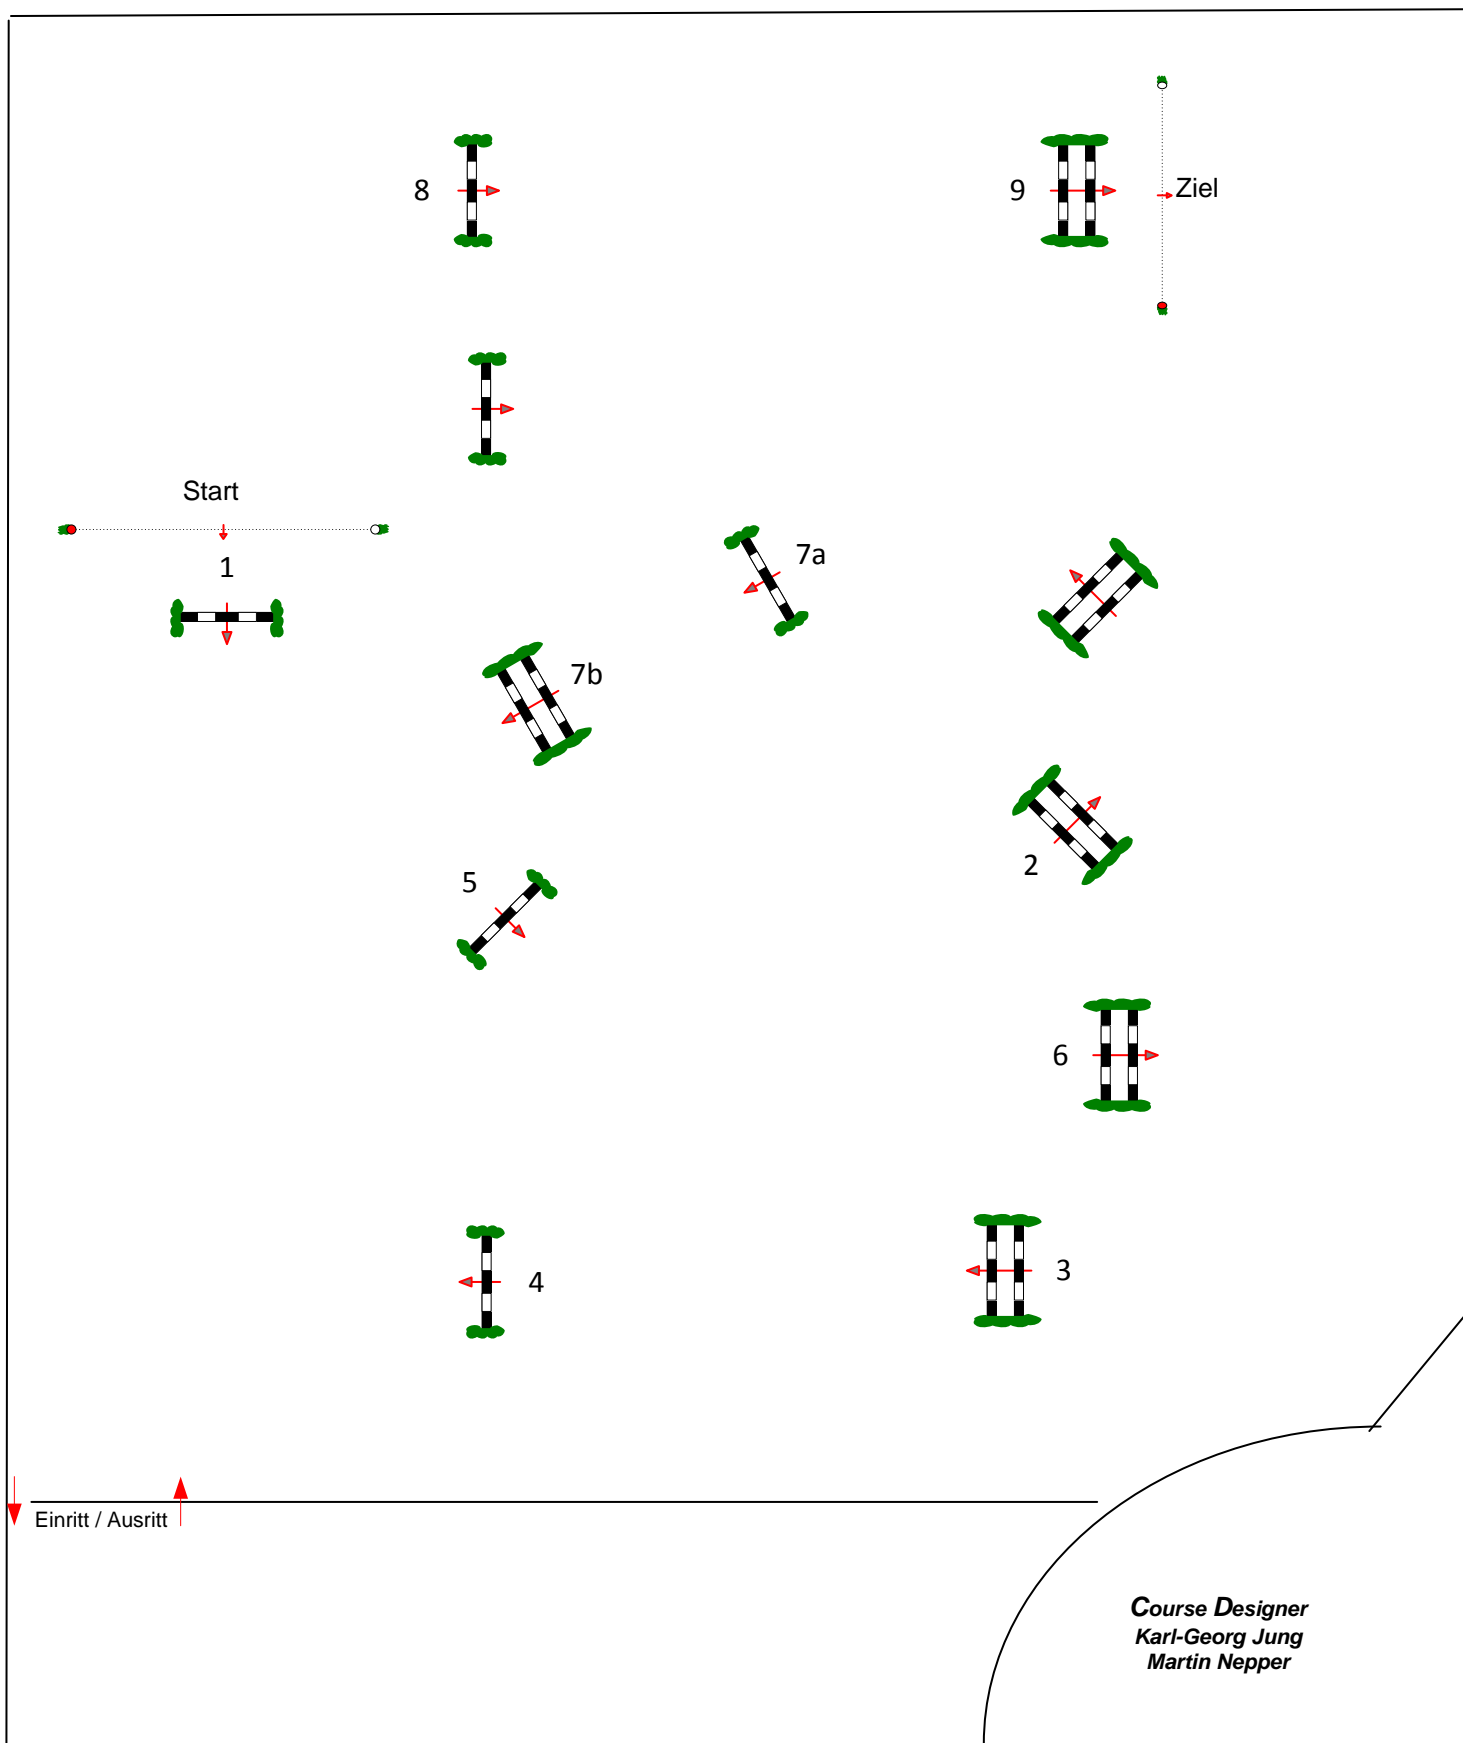 8
9
Ziel
Start
1
7a
7b
5
2
6
4
3
Einritt / Ausritt
Course Designer
Karl-Georg Jung
Martin Nepper